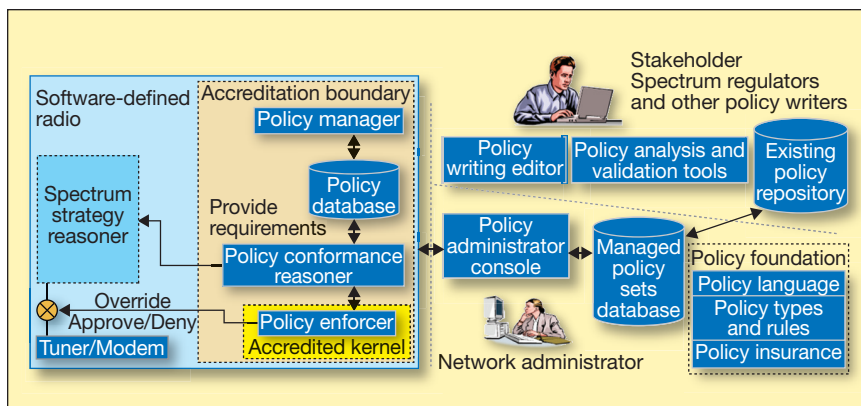 Software-defined
radio
Accreditation boundary
Policy manager
Policy
database
Spectrum
strategy
reasoner
Provide
requirements
Policy conformance
reasoner
Override
Approve/Deny
Policy enforcer
Accredited kernel
Tuner/Modem
Stakeholder
Spectrum regulators
and other policy writers
Policy
writing editor
Policy analysis and
validation tools
Existing
policy
repository
Policy
administrator
console
Managed
policy
sets
database
Network administrator
Policy foundation
Policy language
Policy types
and rules
Policy insurance